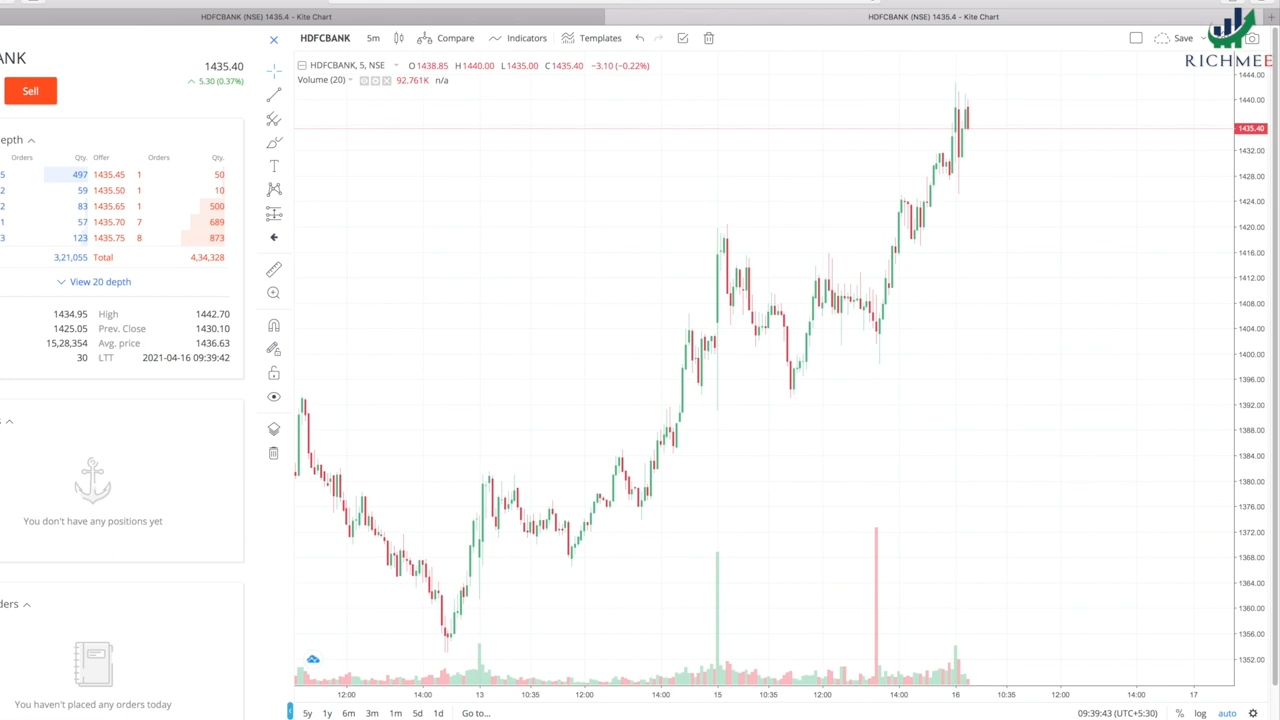 HDFCBANK (NSE) 1435.4 - Kite Chart
HDFCBANK (NSE) 1435.4 - Kite Chart
RICHMEE
ANK
1435.40
5.30 (0.37%)
Sell
HDFCBANK 5m Compare Indicators Templates Save
HDFCBANK, 5, NSE O 1438.85 H 1440.00 L 1435.00 C 1435.40 −3.10 (−0.22%)
Volume (20) 92.761K n/a
epth
Orders Qty. Offer Orders Qty.
5 497 1435.45 1 50
2 59 1435.50 1 10
2 83 1435.65 1 500
1 57 1435.70 7 689
3 123 1435.75 8 873
3,21,055 Total 4,34,328
View 20 depth
1434.95 High 1442.70
1425.05 Prev. Close 1430.10
15,28,354 Avg. price 1436.63
30 LTT 2021-04-16 09:39:42
s
You don't have any positions yet
ders
You haven't placed any orders today
1444.00
1440.00
1435.40
1432.00
1428.00
1424.00
1420.00
1416.00
1412.00
1408.00
1404.00
1400.00
1396.00
1392.00
1388.00
1384.00
1380.00
1376.00
1372.00
1368.00
1364.00
1360.00
1356.00
1352.00
12:00 14:00 13 10:35 12:00 14:00 15 10:35 12:00 14:00 16 10:35 12:00 14:00 17
5y 1y 6m 3m 1m 5d 1d Go to... 09:39:43 (UTC+5:30) % log auto